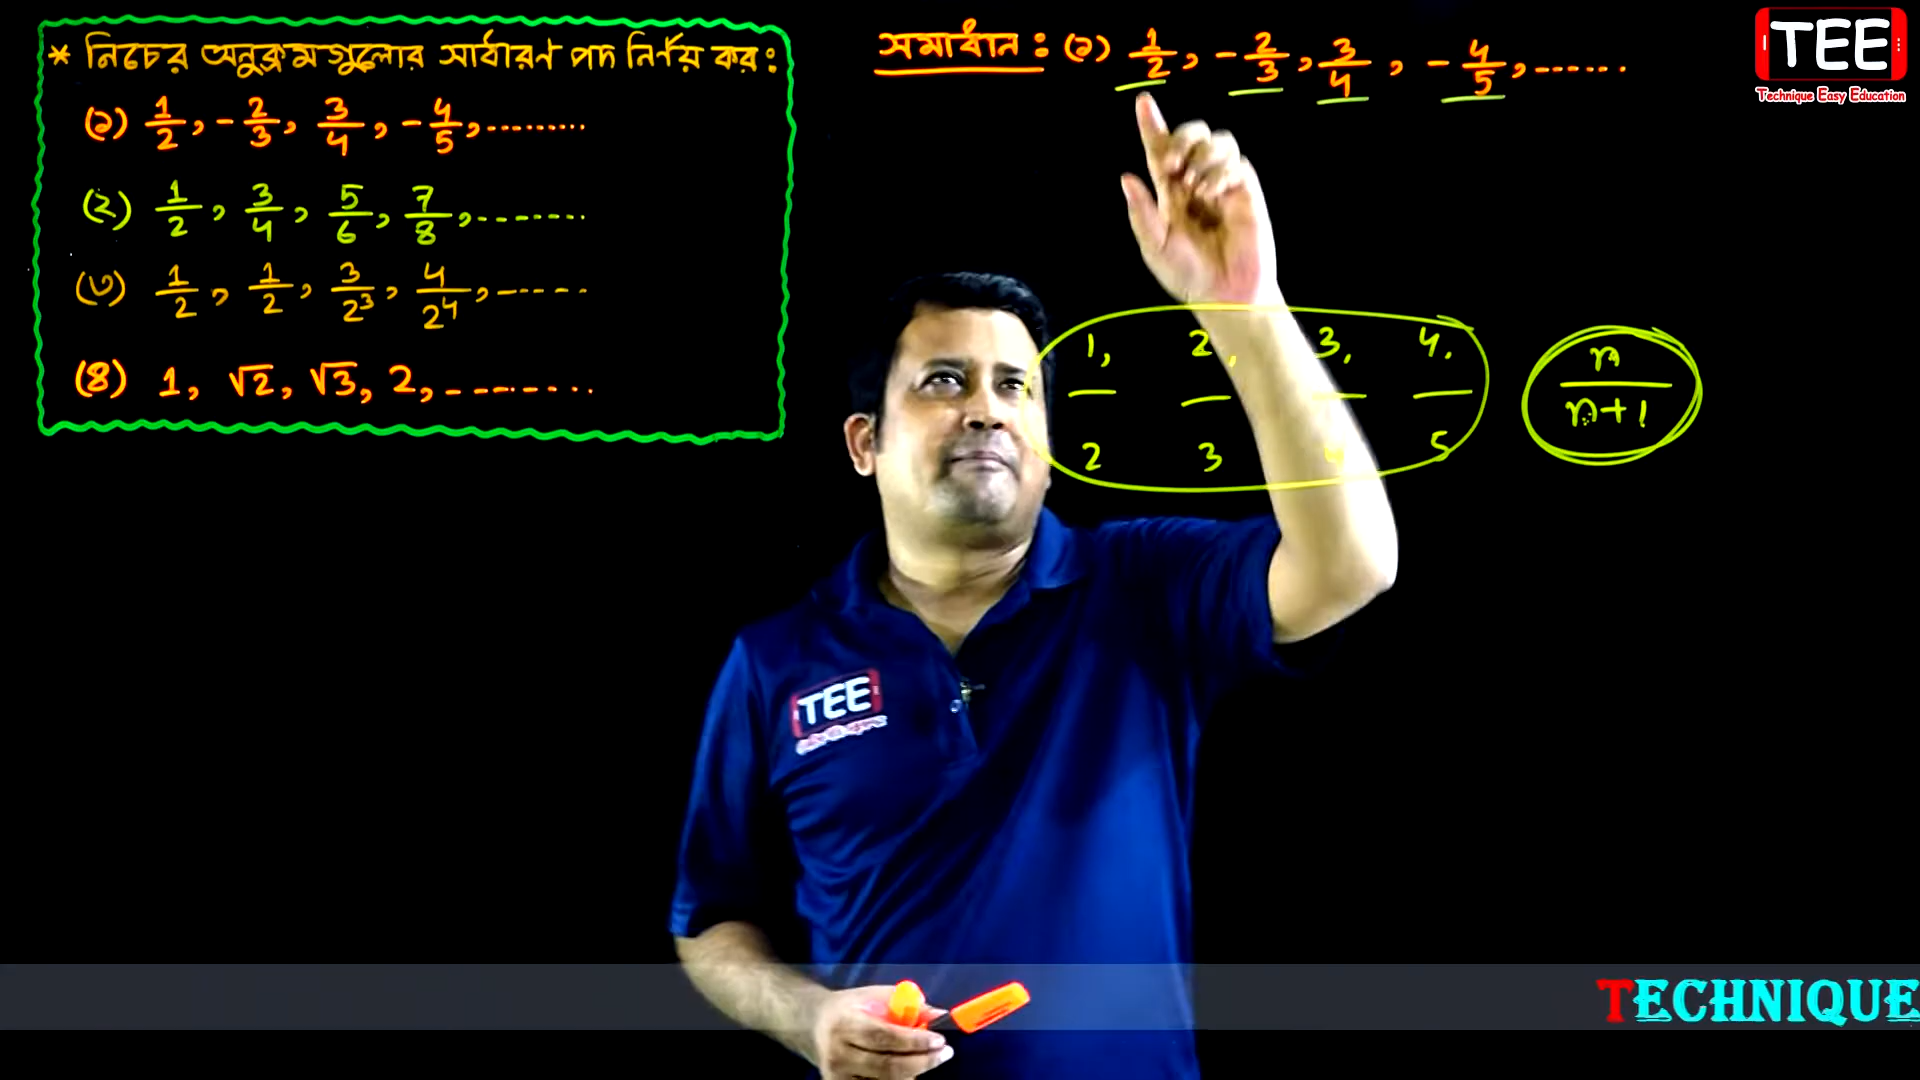 * নিচের অনুক্রমগুলোর সাধারণ পদ নির্ণয় কর:
(১) 1/2, -2/3, 3/4, -4/5, .........
(২) 1/2, 3/4, 5/6, 7/8, ........
(৩) 1/2, 1/2, 3/2³, 4/2⁴, ......
(৪) 1, √2, √3, 2, ........
সমাধান: (১) 1/2, -2/3, 3/4, -4/5, ......
1, 2, 3, 4,
2 3 4 5
n/n+1
TEE
Technique Easy Education
TEE
TECHNIQUE